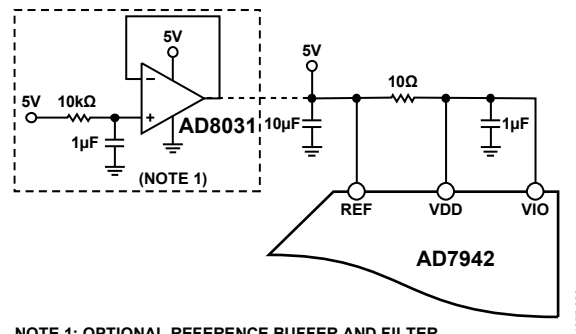 5V
5V
5V
10kΩ
10Ω
−
+
AD8031
10µF
1µF
1µF
(NOTE 1)
REF
VDD
VIO
AD7942
NOTE 1: OPTIONAL REFERENCE BUFFER AND FILTER